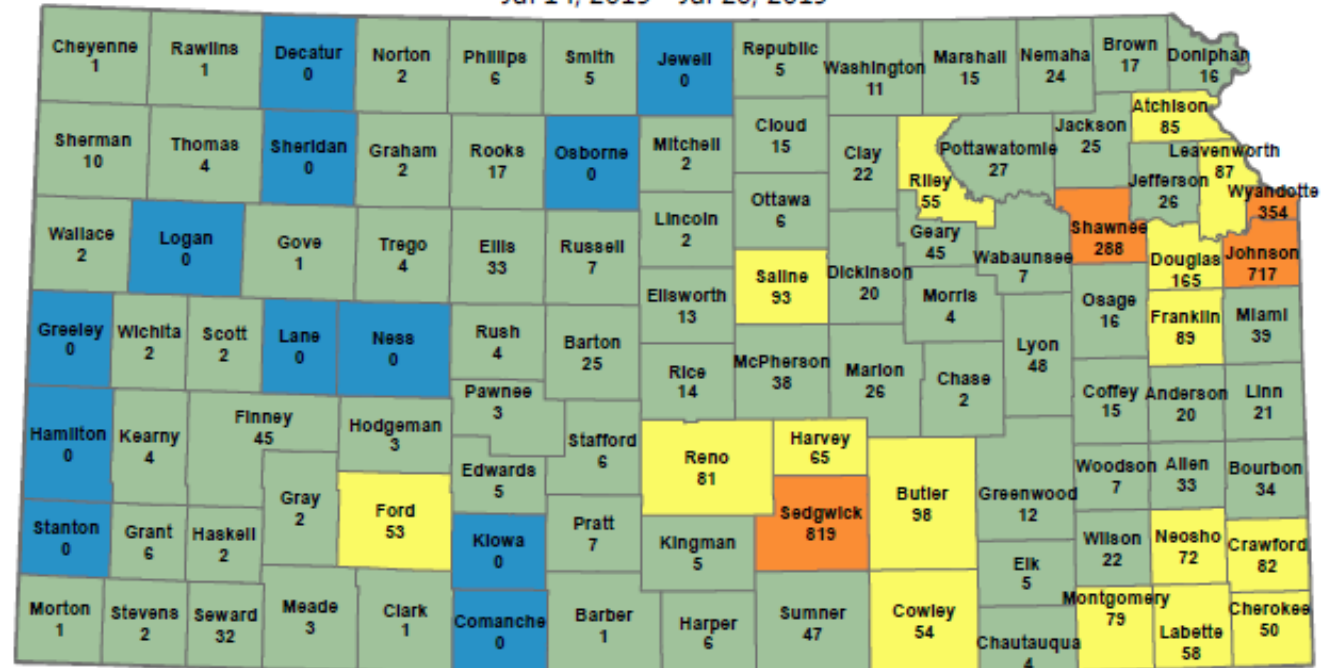 Cheyenne
1
Rawlins
1
Decatur
0
Norton
2
Phillips
6
Smith
5
Jewell
0
Republic
5
Washington
11
Marshall
15
Nemaha
24
Brown
17
Doniphan
16
Sherman
10
Thomas
4
Sheridan
0
Graham
2
Rooks
17
Osborne
0
Mitchell
2
Cloud
15
Clay
22
Riley
55
Pottawatomie
27
Jackson
25
Atchison
85
Leavenworth
87
Jefferson
26
Wyandotte
354
Wallace
2
Logan
0
Gove
1
Trego
4
Ellis
33
Russell
7
Lincoln
2
Ottawa
6
Saline
93
Dickinson
20
Geary
45
Wabaunsee
7
Shawnee
288
Douglas
165
Johnson
717
Greeley
0
Wichita
2
Scott
2
Lane
0
Ness
0
Rush
4
Barton
25
Ellsworth
13
Rice
14
McPherson
38
Marion
26
Morris
4
Chase
2
Lyon
48
Osage
16
Franklin
89
Miami
39
Hamilton
0
Kearny
4
Finney
45
Hodgeman
3
Pawnee
3
Stafford
6
Edwards
5
Reno
81
Harvey
65
Coffey
15
Anderson
20
Linn
21
Stanton
0
Grant
6
Haskell
2
Gray
2
Ford
53
Kiowa
0
Pratt
7
Kingman
5
Sedgwick
819
Butler
98
Greenwood
12
Woodson
7
Allen
33
Bourbon
34
Wilson
22
Neosho
72
Crawford
82
Elk
5
Morton
1
Stevens
2
Seward
32
Meade
3
Clark
1
Comanche
0
Barber
1
Harper
6
Sumner
47
Cowley
54
Chautauqua
4
Montgomery
79
Labette
58
Cherokee
50